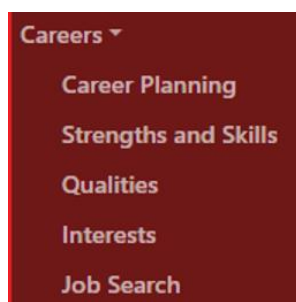 Careers
Career Planning
Strengths and Skills
Qualities
Interests
Job Search